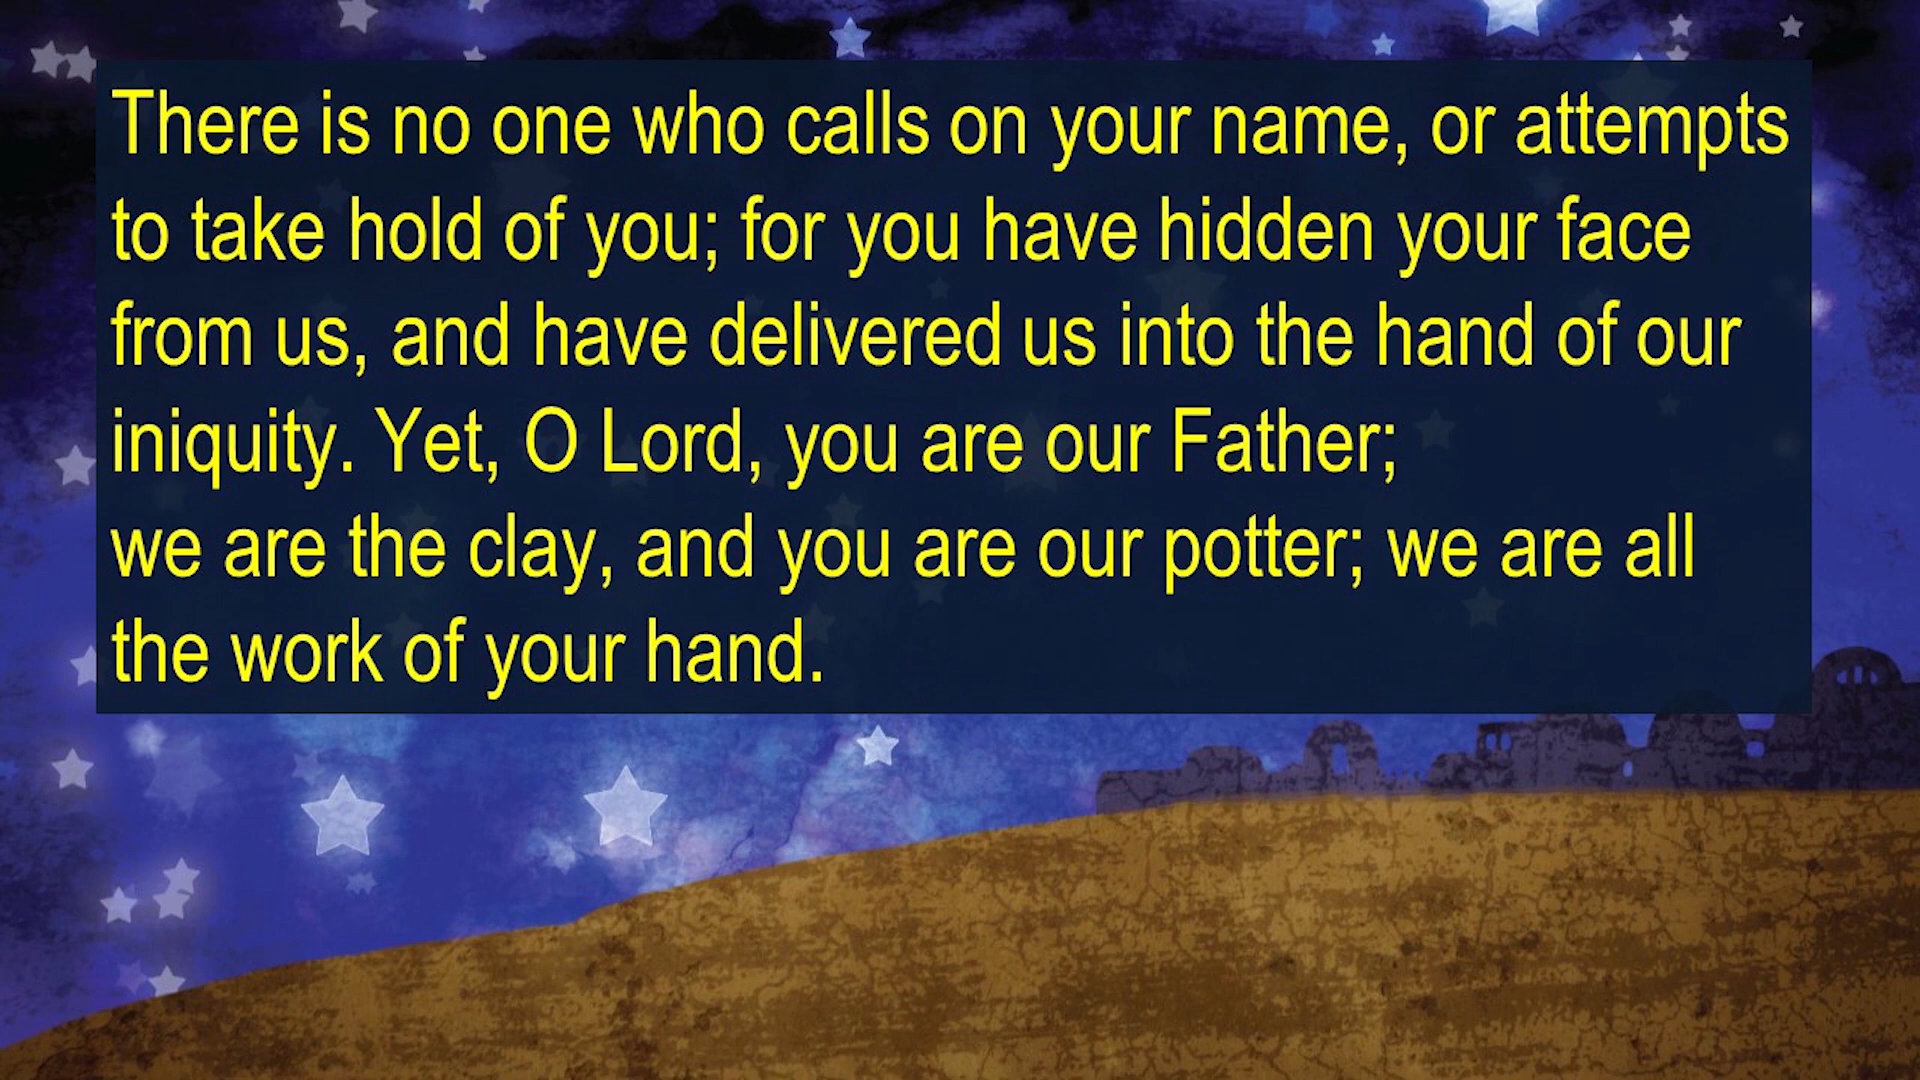 There is no one who calls on your name, or attempts
to take hold of you; for you have hidden your face
from us, and have delivered us into the hand of our
iniquity. Yet, O Lord, you are our Father;
we are the clay, and you are our potter; we are all
the work of your hand.